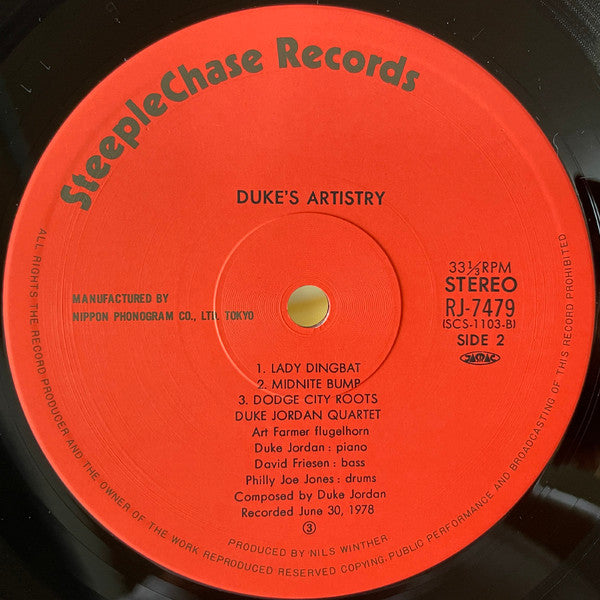 SteepleChase Records
DUKE'S ARTISTRY
MANUFACTURED BY
NIPPON PHONOGRAM CO., LTD. TOKYO
33⅓RPM
STEREO
RJ-7479
(SCS-1103-B)
SIDE 2
JASRAC
1. LADY DINGBAT
2. MIDNITE BUMP
3. DODGE CITY ROOTS
DUKE JORDAN QUARTET
Art Farmer flugelhorn
Duke Jordan : piano
David Friesen : bass
Philly Joe Jones : drums
Composed by Duke Jordan
Recorded June 30, 1978
③
PRODUCED BY NILS WINTHER
ALL RIGHTS THE RECORD PRODUCER AND THE OWNER OF THE WORK REPRODUCED RESERVED COPYING, PUBLIC PERFORMANCE AND BROADCASTING OF THIS RECORD PROHIBITED